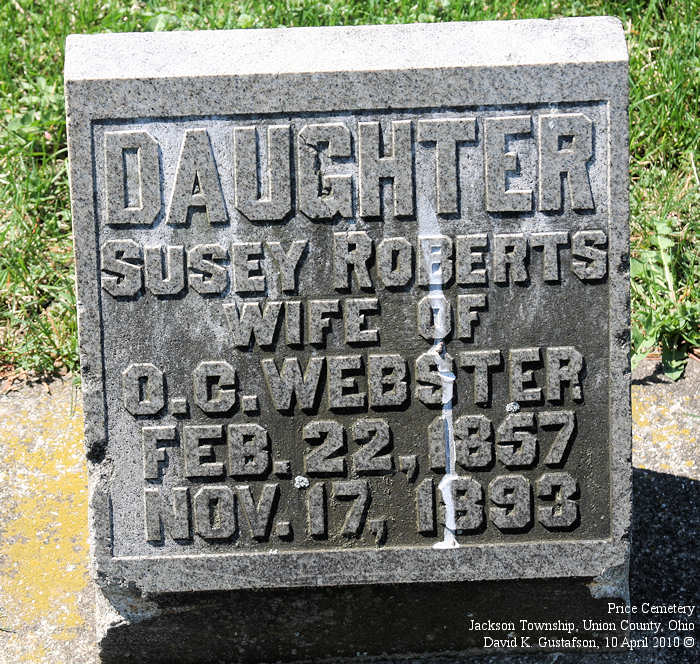 DAUGHTER
SUSEY ROBERTS
WIFE OF
O.C. WEBSTER
FEB. 22, 1857
NOV. 17, 1893
Price Cemetery
Jackson Township, Union County, Ohio
David K. Gustafson, 10 April 2010 ©